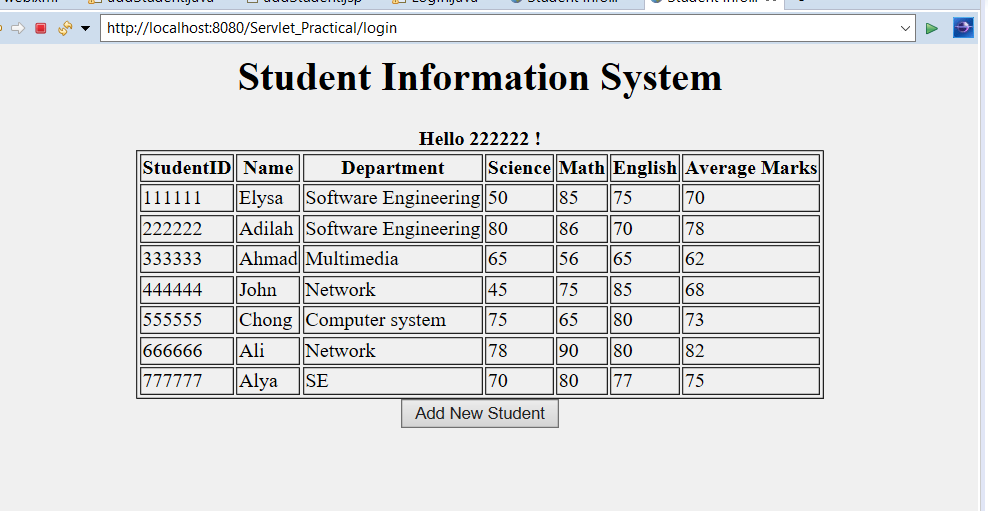 http://localhost:8080/Servlet_Practical/login
Student Information System
Hello 222222 !
StudentID Name Department Science Math English Average Marks
111111 Elysa Software Engineering 50 85 75 70
222222 Adilah Software Engineering 80 86 70 78
333333 Ahmad Multimedia 65 56 65 62
444444 John Network 45 75 85 68
555555 Chong Computer system 75 65 80 73
666666 Ali Network 78 90 80 82
777777 Alya SE 70 80 77 75
Add New Student